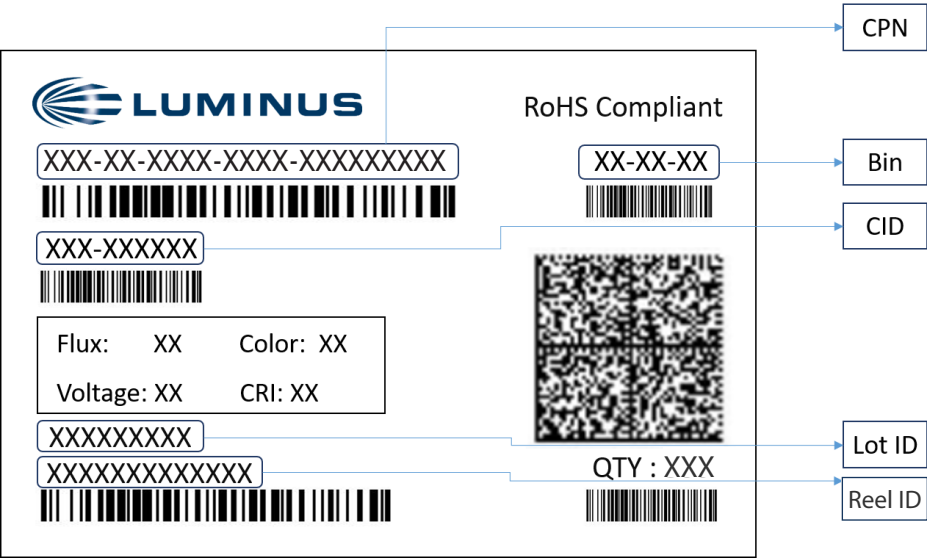 CPN
LUMINUS
RoHS Compliant
XXX-XX-XXXX-XXXX-XXXXXXXXX
XX-XX-XX
Bin
XXX-XXXXXX
CID
Flux: XX Color: XX
Voltage: XX CRI: XX
XXXXXXXXX
Lot ID
XXXXXXXXXXXXX
QTY : XXX
Reel ID